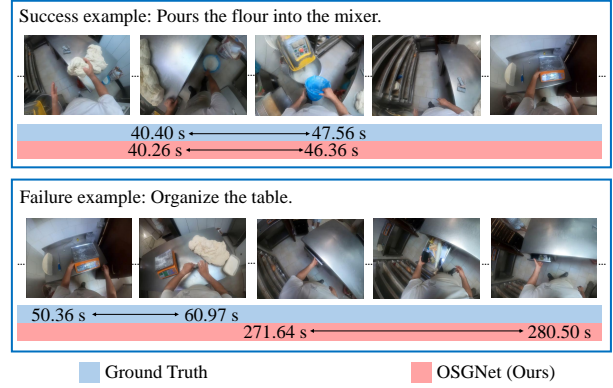 Success example: Pours the flour into the mixer.
... ... ... ... ...
40.40 s 47.56 s
40.26 s 46.36 s
Failure example: Organize the table.
... ... ... ... ...
50.36 s 60.97 s
271.64 s 280.50 s
Ground Truth OSGNet (Ours)